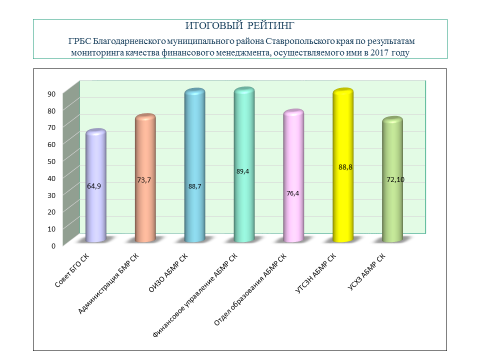 ИТОГОВЫЙ РЕЙТИНГ
ГРБС Благодарненского муниципального района Ставропольского края по результатам
мониторинга качества финансового менеджмента, осуществляемого ими в 2017 году
90
80
70
60
50
40
30
20
10
0
64,9
73,7
88,7
89,4
76,4
88,8
72,10
Совет БГО СК
Администрация БМР СК
ОИЗО АБМР СК
Финансовое управление АБМР СК
Отдел образования АБМР СК
УТСЗН АБМР СК
УСХЗ АБМР СК